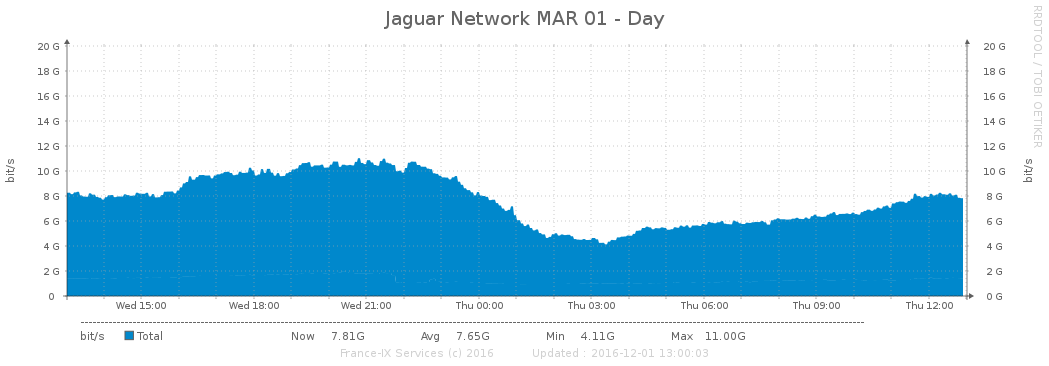 Jaguar Network MAR 01 - Day
RRDTOOL / TOBI OETIKER
bit/s
20 G
18 G
16 G
14 G
12 G
10 G
8 G
6 G
4 G
2 G
0
20 G
18 G
16 G
14 G
12 G
10 G
8 G
6 G
4 G
2 G
0 G
bit/s
Wed 15:00 Wed 18:00 Wed 21:00 Thu 00:00 Thu 03:00 Thu 06:00 Thu 09:00 Thu 12:00
bit/s Total Now 7.81G Avg 7.65G Min 4.11G Max 11.00G
France-IX Services (c) 2016 Updated : 2016-12-01 13:00:03